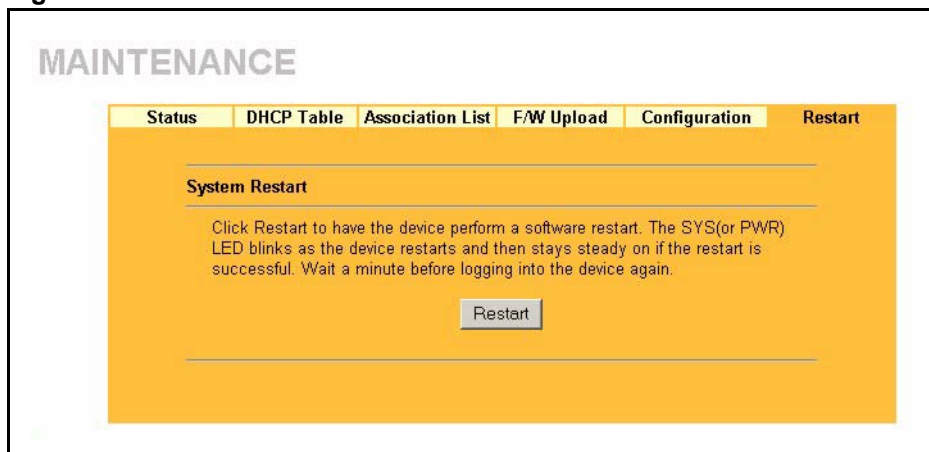 MAINTENANCE
Status DHCP Table Association List F/W Upload Configuration Restart
System Restart
Click Restart to have the device perform a software restart. The SYS(or PWR)
LED blinks as the device restarts and then stays steady on if the restart is
successful. Wait a minute before logging into the device again.
Restart